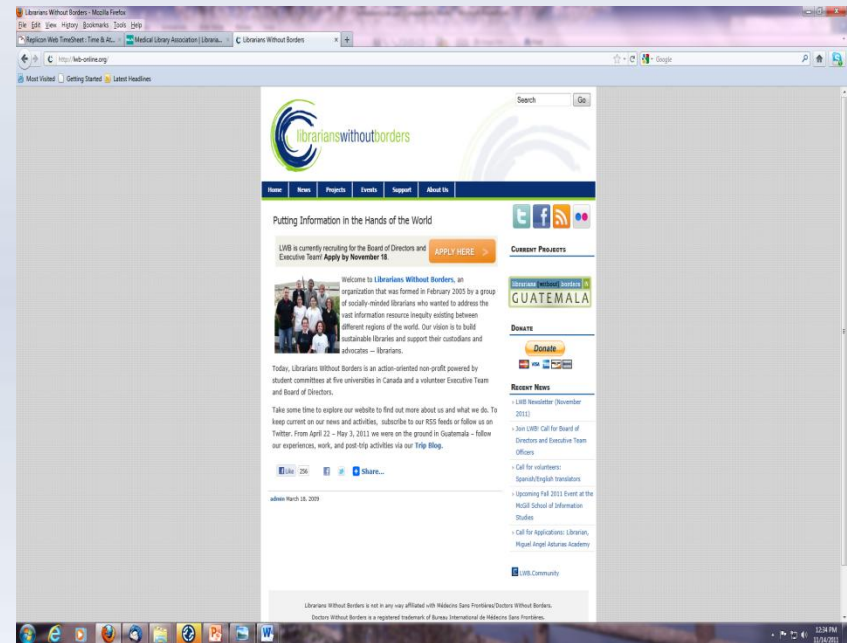 Librarians Without Borders - Mozilla Firefox
File Edit View History Bookmarks Tools Help
Replicon Web TimeSheet : Time & At...
Medical Library Association | Libraria...
Librarians Without Borders
http://lwb-online.org/
Google
Most Visited Getting Started Latest Headlines
Search Go
librarianswithoutborders
Home News Projects Events Support About Us
Putting Information in the Hands of the World
LWB is currently recruiting for the Board of Directors and
Executive Team! Apply by November 18.
APPLY HERE >
Welcome to Librarians Without Borders, an
organization that was formed in February 2005 by a group
of socially-minded librarians who wanted to address the
vast information resource inequity existing between
different regions of the world. Our vision is to build
sustainable libraries and support their custodians and
advocates — librarians.
Today, Librarians Without Borders is an action-oriented non-profit powered by
student committees at five universities in Canada and a volunteer Executive Team
and Board of Directors.
Take some time to explore our website to find out more about us and what we do. To
keep current on our news and activities, subscribe to our RSS feeds or follow us on
Twitter. From April 22 – May 3, 2011 we were on the ground in Guatemala – follow
our experiences, work, and post-trip activities via our Trip Blog.
Like 256 Share...
admin March 18, 2009
CURRENT PROJECTS
librarians (without) borders
GUATEMALA
DONATE
Donate
VISA
RECENT NEWS
› LWB Newsletter (November
2011)
› Join LWB! Call for Board of
Directors and Executive Team
Officers
› Call for volunteers:
Spanish/English translators
› Upcoming Fall 2011 Event at the
McGill School of Information
Studies
› Call for Applications: Librarian,
Miguel Angel Asturias Academy
LWB.Community
Librarians Without Borders is not in any way affiliated with Médecins Sans Frontières/Doctors Without Borders.
Doctors Without Borders is a registered trademark of Bureau International de Médecins Sans Frontières.
12:34 PM
11/14/2011